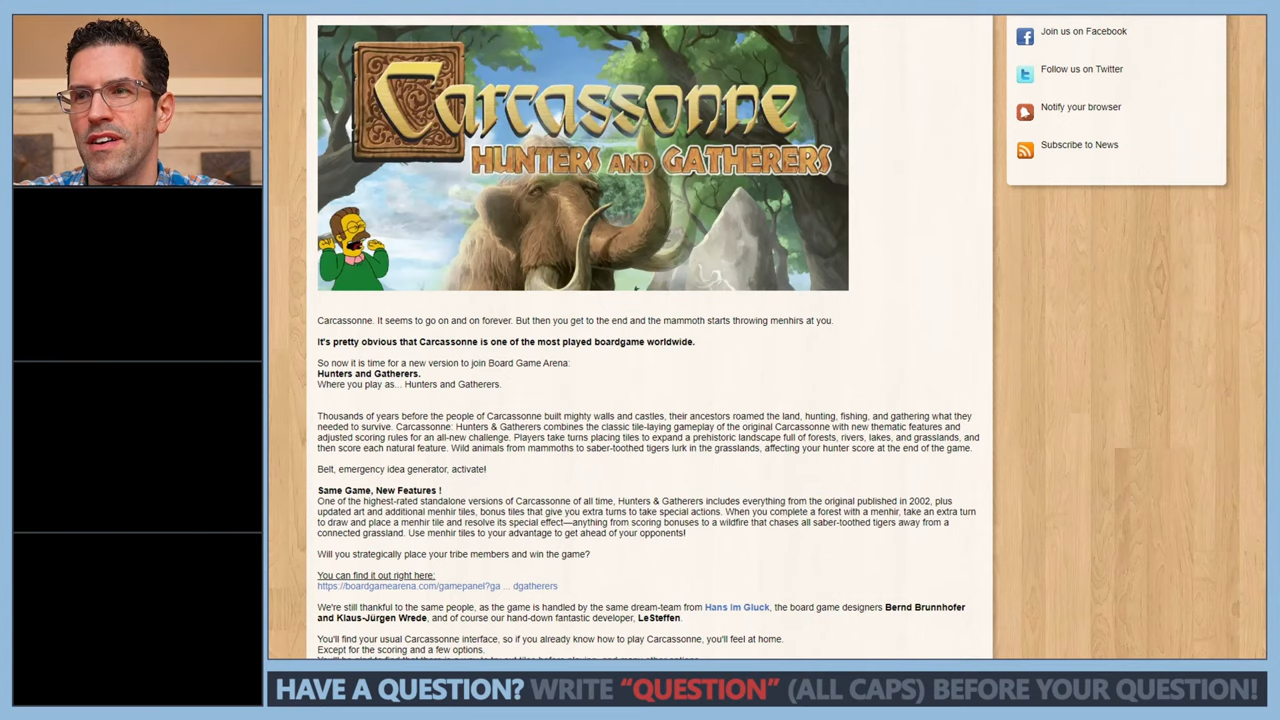 Carcassonne
HUNTERS AND GATHERERS
Join us on Facebook
Follow us on Twitter
Notify your browser
Subscribe to News
Carcassonne. It seems to go on and on forever. But then you get to the end and the mammoth starts throwing menhirs at you.
It's pretty obvious that Carcassonne is one of the most played boardgame worldwide.
So now it is time for a new version to join Board Game Arena:
Hunters and Gatherers.
Where you play as... Hunters and Gatherers.
Thousands of years before the people of Carcassonne built mighty walls and castles, their ancestors roamed the land, hunting, fishing, and gathering what they
needed to survive. Carcassonne: Hunters & Gatherers combines the classic tile-laying gameplay of the original Carcassonne with new thematic features and
adjusted scoring rules for an all-new challenge. Players take turns placing tiles to expand a prehistoric landscape full of forests, rivers, lakes, and grasslands, and
then score each natural feature. Wild animals from mammoths to saber-toothed tigers lurk in the grasslands, affecting your hunter score at the end of the game.
Belt, emergency idea generator, activate!
Same Game, New Features !
One of the highest-rated standalone versions of Carcassonne of all time, Hunters & Gatherers includes everything from the original published in 2002, plus
updated art and additional menhir tiles, bonus tiles that give you extra turns to take special actions. When you complete a forest with a menhir, take an extra turn
to draw and place a menhir tile and resolve its special effect—anything from scoring bonuses to a wildfire that chases all saber-toothed tigers away from a
connected grassland. Use menhir tiles to your advantage to get ahead of your opponents!
Will you strategically place your tribe members and win the game?
You can find it out right here:
https://boardgamearena.com/gamepanel?ga ... dgatherers
We're still thankful to the same people, as the game is handled by the same dream-team from Hans im Gluck, the board game designers Bernd Brunnhofer
and Klaus-Jürgen Wrede, and of course our hand-down fantastic developer, LeSteffen.
You'll find your usual Carcassonne interface, so if you already know how to play Carcassonne, you'll feel at home.
Except for the scoring and a few options.
HAVE A QUESTION? WRITE "QUESTION" (ALL CAPS) BEFORE YOUR QUESTION!